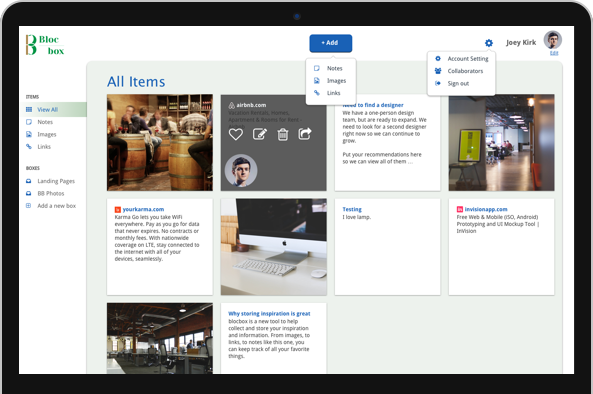 Bloc
box
+ Add
Joey Kirk
Edit
Notes
Images
Links
Account Setting
Collaborators
Sign out
All Items
ITEMS
View All
Notes
Images
Links
BOXES
Landing Pages
BB Photos
Add a new box
airbnb.com
Vacation Rentals, Homes,
Apartments & Rooms for Rent
Need to find a designer
We have a one-person design
team, but are ready to expand. We
need to look for a second designer
right now so we can continue to
grow.
Put your recommendations here
so we can view all of them ...
yourkarma.com
Karma Go lets you take WiFi
everywhere. Pay as you go for data
that never expires. No contracts or
monthly fees. With nationwide
coverage on LTE, stay connected to
the internet with all of your
devices, seamlessly.
Testing
I love lamp.
invisionapp.com
Free Web & Mobile (ISO, Android)
Prototyping and UI Mockup Tool |
InVision
Why storing inspiration is great
blocbox is a new tool to help
collect and store your inspiration
and information. From images, to
links, to notes like this one, you
can keep track of all your favorite
things.